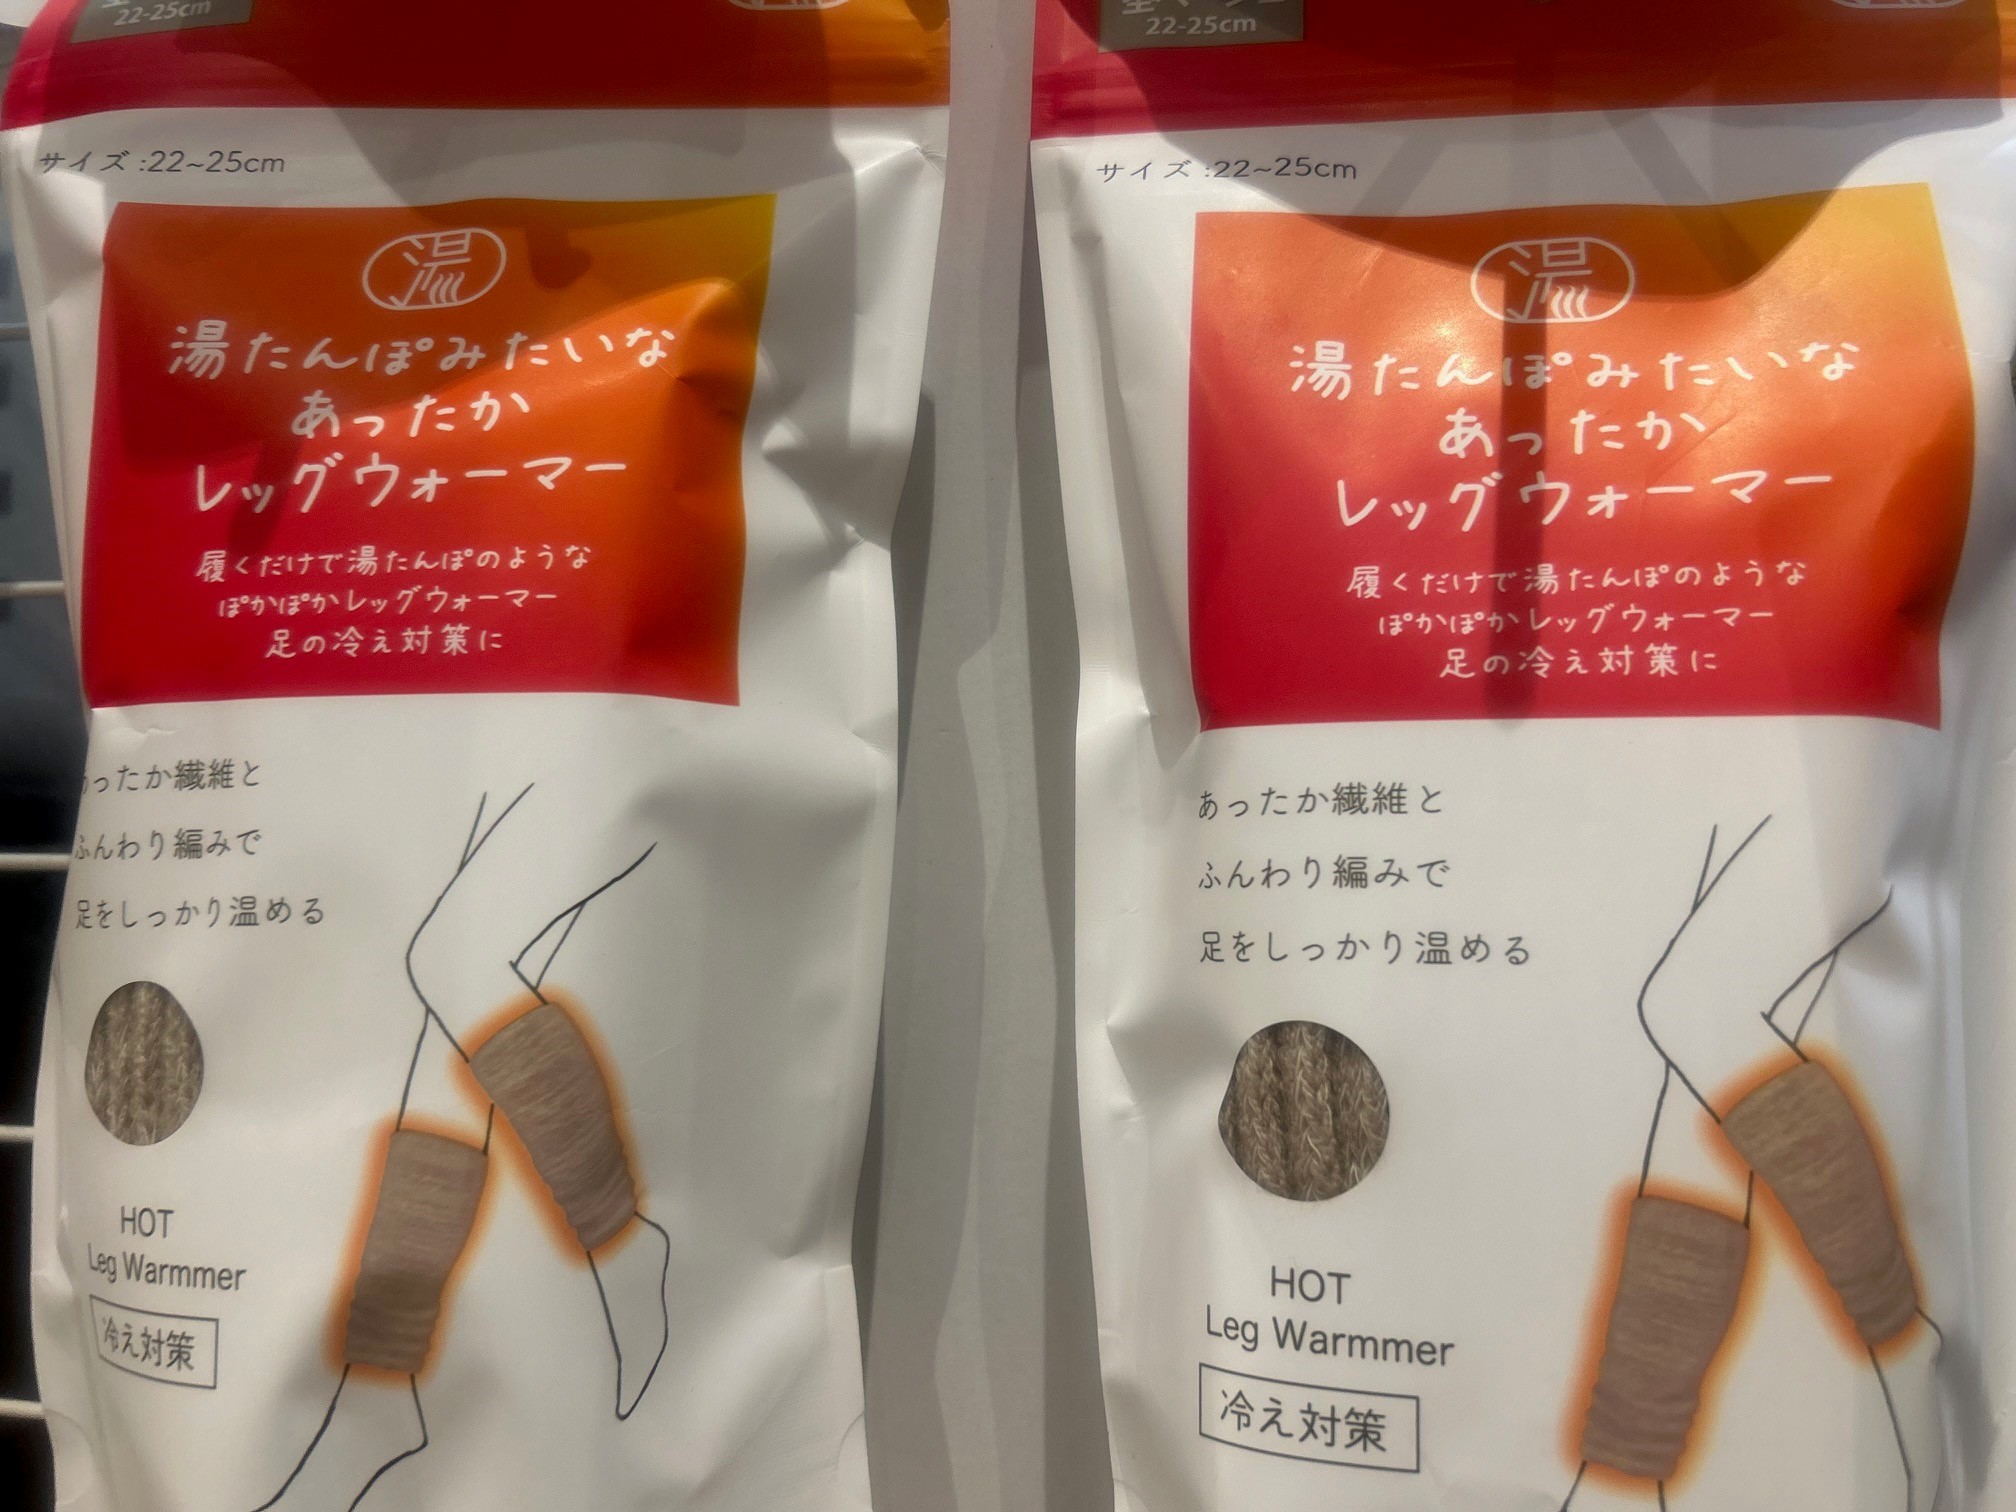 22-25cm
サイズ:22~25cm
湯
湯たんぽみたいな
あったか
レッグウォーマー
履くだけで湯たんぽのような
ぽかぽかレッグウォーマー
足の冷え対策に
あったか繊維と
ふんわり編みで
足をしっかり温める
HOT
Leg Warmmer
冷え対策
22-25cm
サイズ:22~25cm
湯
湯たんぽみたいな
あったか
レッグウォーマー
履くだけで湯たんぽのような
ぽかぽかレッグウォーマー
足の冷え対策に
あったか繊維と
ふんわり編みで
足をしっかり温める
HOT
Leg Warmmer
冷え対策